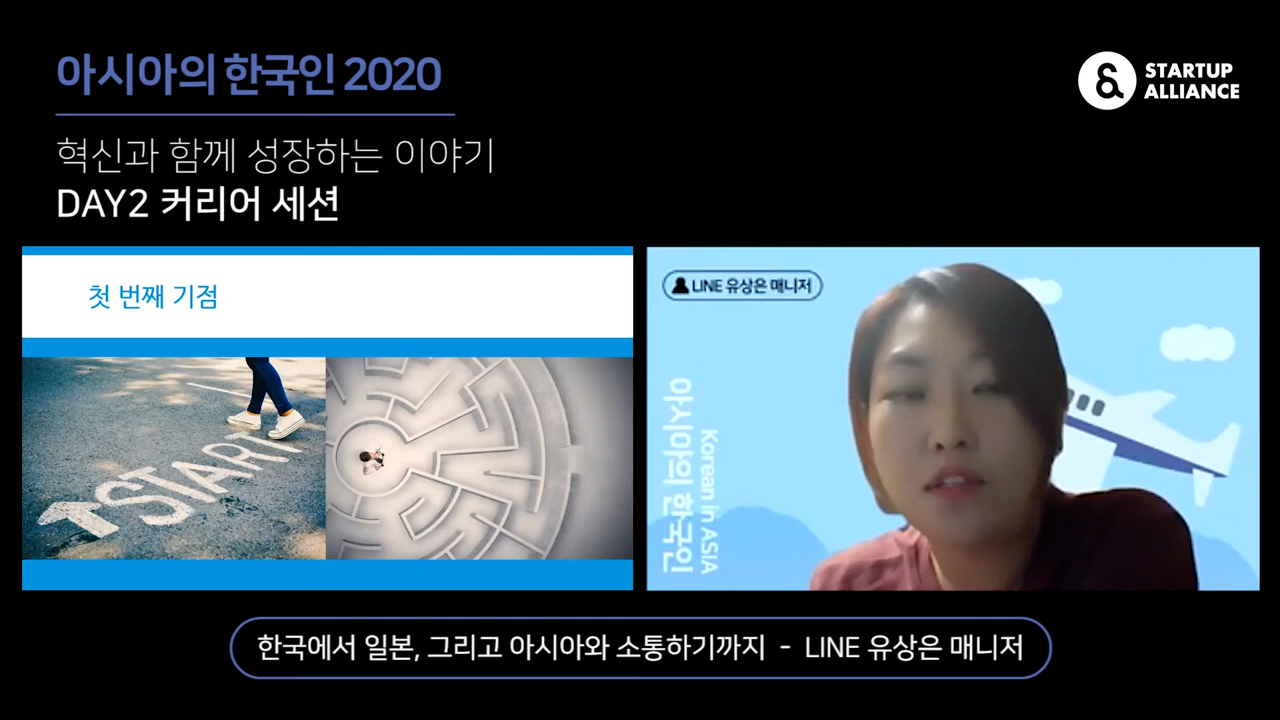 아시아의 한국인 2020
STARTUP
ALLIANCE
혁신과 함께 성장하는 이야기
DAY2 커리어 세션
첫 번째 기점
START
LINE 유상은 매니저
아시아의 한국인
Korean in ASIA
한국에서 일본, 그리고 아시아와 소통하기까지 - LINE 유상은 매니저